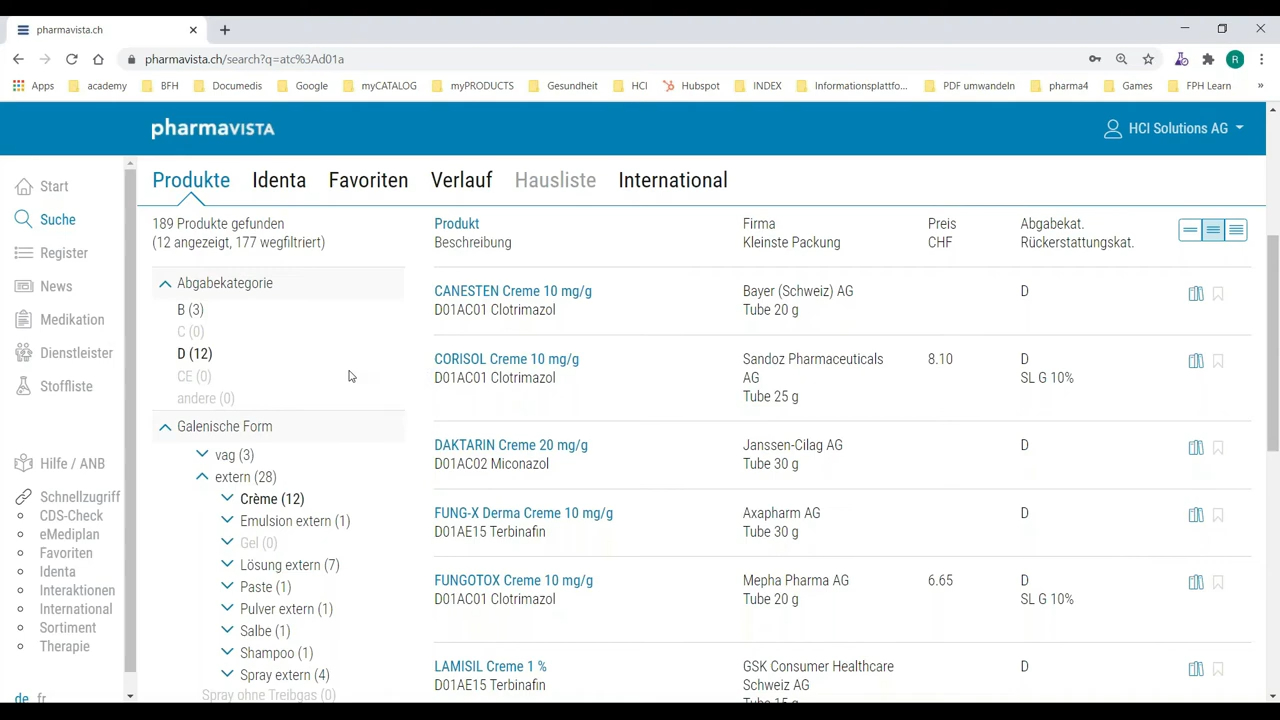 pharmavista.ch
pharmavista.ch/search?q=atc%3Ad01a
R
Apps academy BFH Documedis Google myCATALOG myPRODUCTS Gesundheit HCI Hubspot INDEX Informationsplattfo... PDF umwandeln pharma4 Games FPH Learn »
pharmaVISTA
HCI Solutions AG
Start
Suche
Register
News
Medikation
Dienstleister
Stoffliste
Hilfe / ANB
Schnellzugriff
CDS-Check
eMediplan
Favoriten
Identa
Interaktionen
International
Sortiment
Therapie
de fr
Produkte Identa Favoriten Verlauf Hausliste International
189 Produkte gefunden
(12 angezeigt, 177 wegfiltriert)
Abgabekategorie
B (3)
C (0)
D (12)
CE (0)
andere (0)
Galenische Form
vag (3)
extern (28)
Crème (12)
Emulsion extern (1)
Gel (0)
Lösung extern (7)
Paste (1)
Pulver extern (1)
Salbe (1)
Shampoo (1)
Spray extern (4)
Spray ohne Treibgas (0)
Produkt Firma Preis Abgabekat.
Beschreibung Kleinste Packung CHF Rückerstattungskat.
CANESTEN Creme 10 mg/g Bayer (Schweiz) AG D
D01AC01 Clotrimazol Tube 20 g
CORISOL Creme 10 mg/g Sandoz Pharmaceuticals 8.10 D
D01AC01 Clotrimazol AG SL G 10%
Tube 25 g
DAKTARIN Creme 20 mg/g Janssen-Cilag AG D
D01AC02 Miconazol Tube 30 g
FUNG-X Derma Creme 10 mg/g Axapharm AG D
D01AE15 Terbinafin Tube 30 g
FUNGOTOX Creme 10 mg/g Mepha Pharma AG 6.65 D
D01AC01 Clotrimazol Tube 20 g SL G 10%
LAMISIL Creme 1 % GSK Consumer Healthcare D
D01AE15 Terbinafin Schweiz AG
Tube 15 g